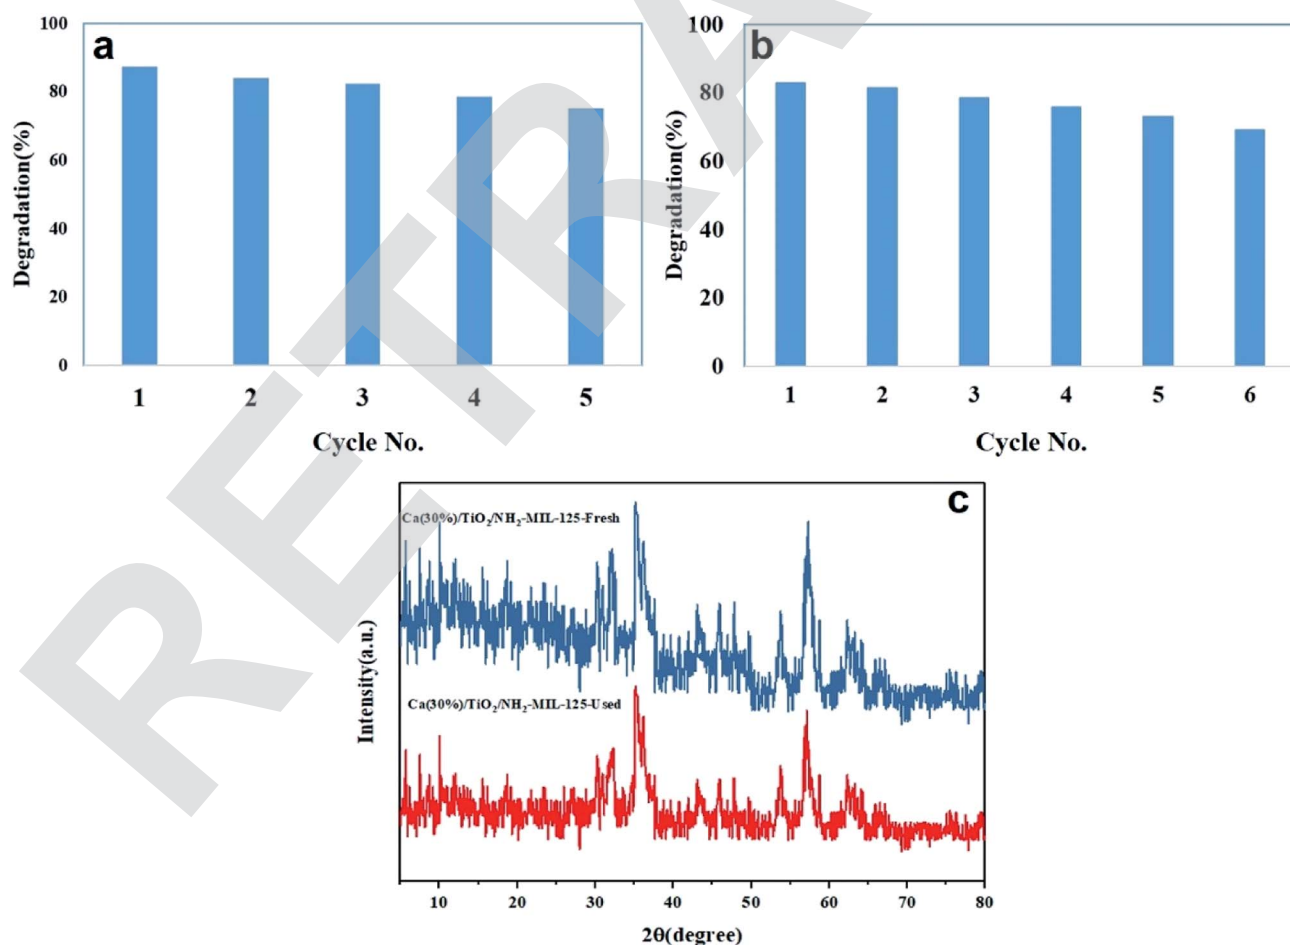 a
100
80
60
40
20
0
Degradation(%)
1 2 3 4 5
Cycle No.
b
100
80
60
40
20
0
Degradation(%)
1 2 3 4 5 6
Cycle No.
c
Ca(30%)/TiO₂/NH₂-MIL-125-Fresh
Ca(30%)/TiO₂/NH₂-MIL-125-Used
Intensity(a.u.)
10 20 30 40 50 60 70 80
2θ(degree)
RETRA